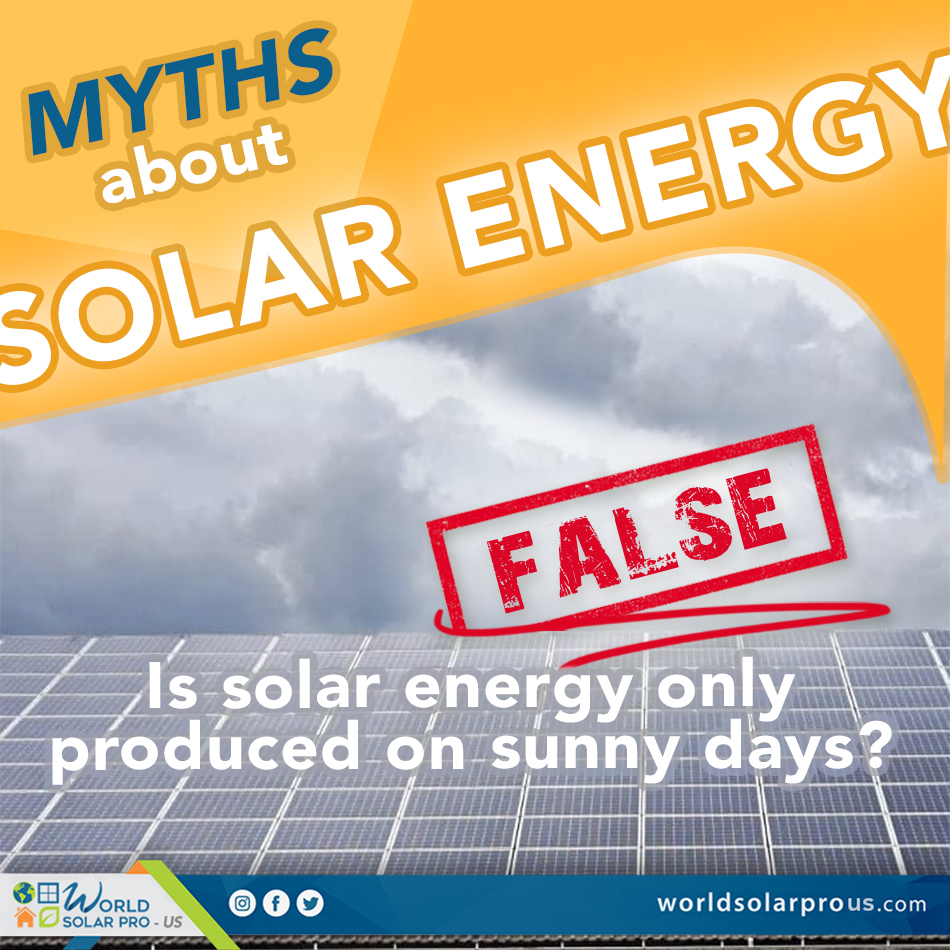 MYTHS
about
SOLAR ENERGY
FALSE
Is solar energy only
produced on sunny days?
WORLD
SOLAR PRO - US
worldsolarprous.com